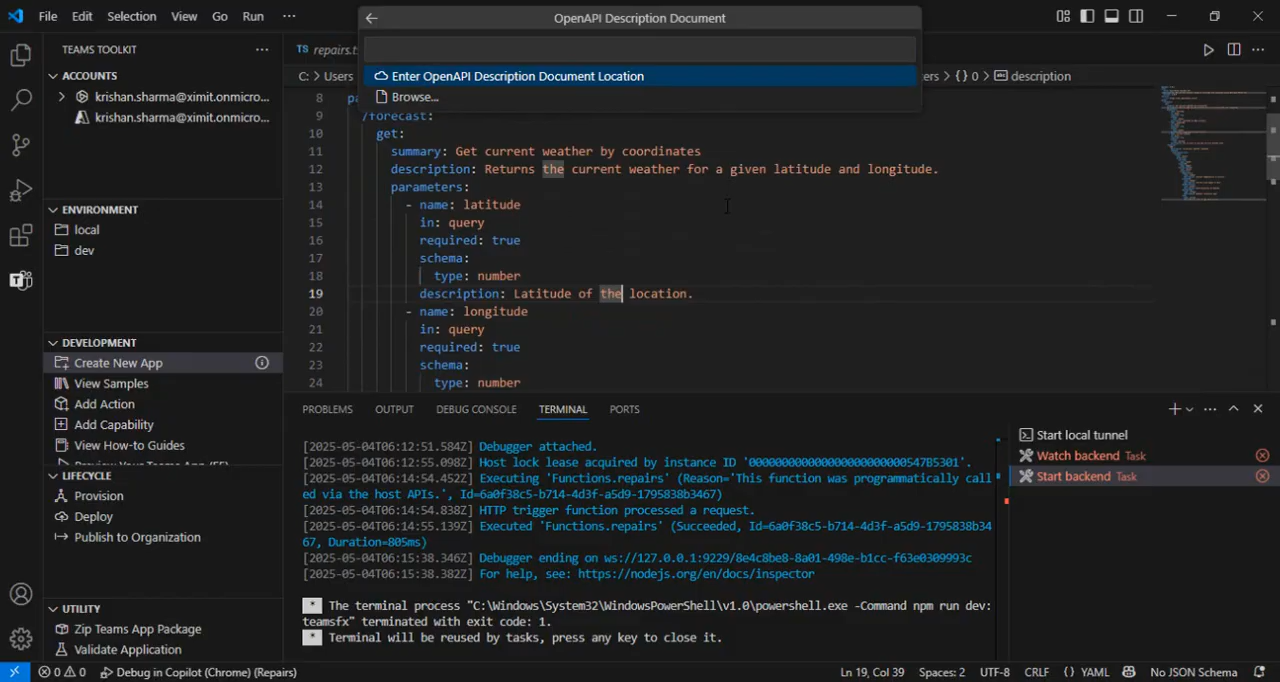 File Edit Selection View Go Run ···
OpenAPI Description Document
Enter OpenAPI Description Document Location
Browse...
TEAMS TOOLKIT
ACCOUNTS
krishan.sharma@ximit.onmicro...
krishan.sharma@ximit.onmicro...
ENVIRONMENT
local
dev
DEVELOPMENT
Create New App
View Samples
Add Action
Add Capability
View How-to Guides
LIFECYCLE
Provision
Deploy
Publish to Organization
UTILITY
Zip Teams App Package
Validate Application
TS repairs.t
C: > Users
ers > {} 0 > description
8 pa
9 /forecast:
10 get:
11 summary: Get current weather by coordinates
12 description: Returns the current weather for a given latitude and longitude.
13 parameters:
14 - name: latitude
15 in: query
16 required: true
17 schema:
18 type: number
19 description: Latitude of the location.
20 - name: longitude
21 in: query
22 required: true
23 schema:
24 type: number
PROBLEMS OUTPUT DEBUG CONSOLE TERMINAL PORTS
[2025-05-04T06:12:51.584Z] Debugger attached.
[2025-05-04T06:12:55.098Z] Host lock lease acquired by instance ID '000000000000000000000000547B5301'.
[2025-05-04T06:14:54.452Z] Executing 'Functions.repairs' (Reason='This function was programmatically call
ed via the host APIs.', Id=6a0f38c5-b714-4d3f-a5d9-1795838b3467)
[2025-05-04T06:14:54.838Z] HTTP trigger function processed a request.
[2025-05-04T06:14:55.139Z] Executed 'Functions.repairs' (Succeeded, Id=6a0f38c5-b714-4d3f-a5d9-1795838b34
67, Duration=805ms)
[2025-05-04T06:15:38.346Z] Debugger ending on ws://127.0.0.1:9229/8e4c8be8-8a01-498e-b1cc-f63e0309993c
[2025-05-04T06:15:38.382Z] For help, see: https://nodejs.org/en/docs/inspector
* The terminal process "C:\Windows\System32\WindowsPowerShell\v1.0\powershell.exe -Command npm run dev:
teamsfx" terminated with exit code: 1.
* Terminal will be reused by tasks, press any key to close it.
Start local tunnel
Watch backend Task
Start backend Task
0 0 Debug in Copilot (Chrome) (Repairs) Ln 19, Col 39 Spaces: 2 UTF-8 CRLF {} YAML No JSON Schema